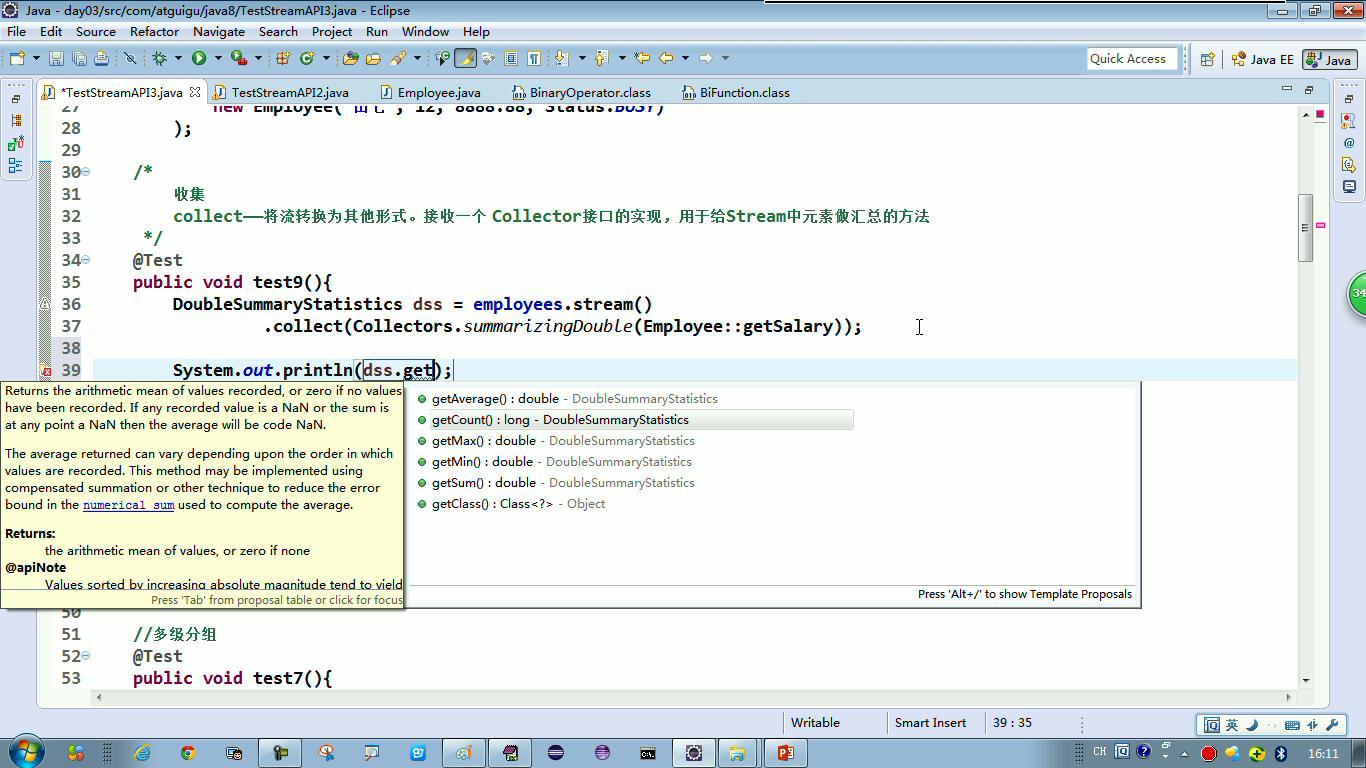 Java - day03/src/com/atguigu/java8/TestStreamAPI3.java - Eclipse
File Edit Source Refactor Navigate Search Project Run Window Help
Quick Access Java EE Java
*TestStreamAPI3.java TestStreamAPI2.java Employee.java BinaryOperator.class BiFunction.class
27 new Employee("田七", 12, 8888.88, Status.BUSY)
28 );
29
30 /*
31 收集
32 collect——将流转换为其他形式。接收一个 Collector接口的实现，用于给Stream中元素做汇总的方法
33 */
34 @Test
35 public void test9(){
36 DoubleSummaryStatistics dss = employees.stream()
37 .collect(Collectors.summarizingDouble(Employee::getSalary));
38
39 System.out.println(dss.get);
Returns the arithmetic mean of values recorded, or zero if no values
have been recorded. If any recorded value is a NaN or the sum is
at any point a NaN then the average will be code NaN.
The average returned can vary depending upon the order in which
values are recorded. This method may be implemented using
compensated summation or other technique to reduce the error
bound in the numerical sum used to compute the average.
Returns:
the arithmetic mean of values, or zero if none
@apiNote
Values sorted by increasing absolute magnitude tend to yield
Press 'Tab' from proposal table or click for focus
getAverage() : double - DoubleSummaryStatistics
getCount() : long - DoubleSummaryStatistics
getMax() : double - DoubleSummaryStatistics
getMin() : double - DoubleSummaryStatistics
getSum() : double - DoubleSummaryStatistics
getClass() : Class<?> - Object
Press 'Alt+/' to show Template Proposals
50
51 //多级分组
52 @Test
53 public void test7(){
34
Writable Smart Insert 39 : 35
英
CH 16:11